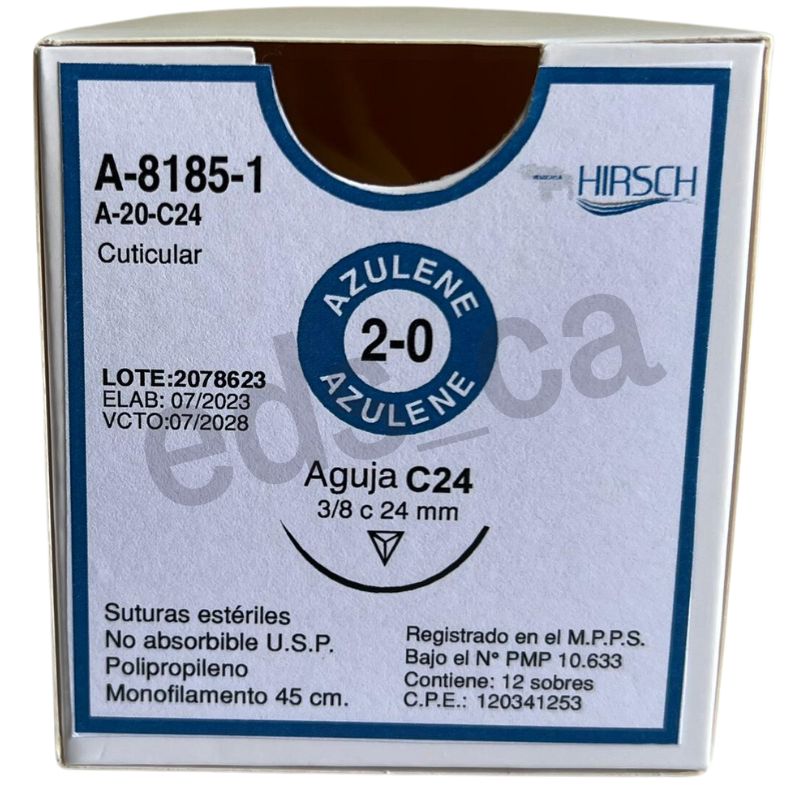 A-8185-1
A-20-C24
Cuticular
HIRSCH
AZULENE
2-0
AZULENE
LOTE:2078623
ELAB: 07/2023
VCTO:07/2028
eds_ca
Aguja C24
3/8 c 24 mm
Suturas estériles
No absorbible U.S.P.
Polipropileno
Monofilamento 45 cm.
Registrado en el M.P.P.S.
Bajo el N° PMP 10.633
Contiene: 12 sobres
C.P.E.: 120341253